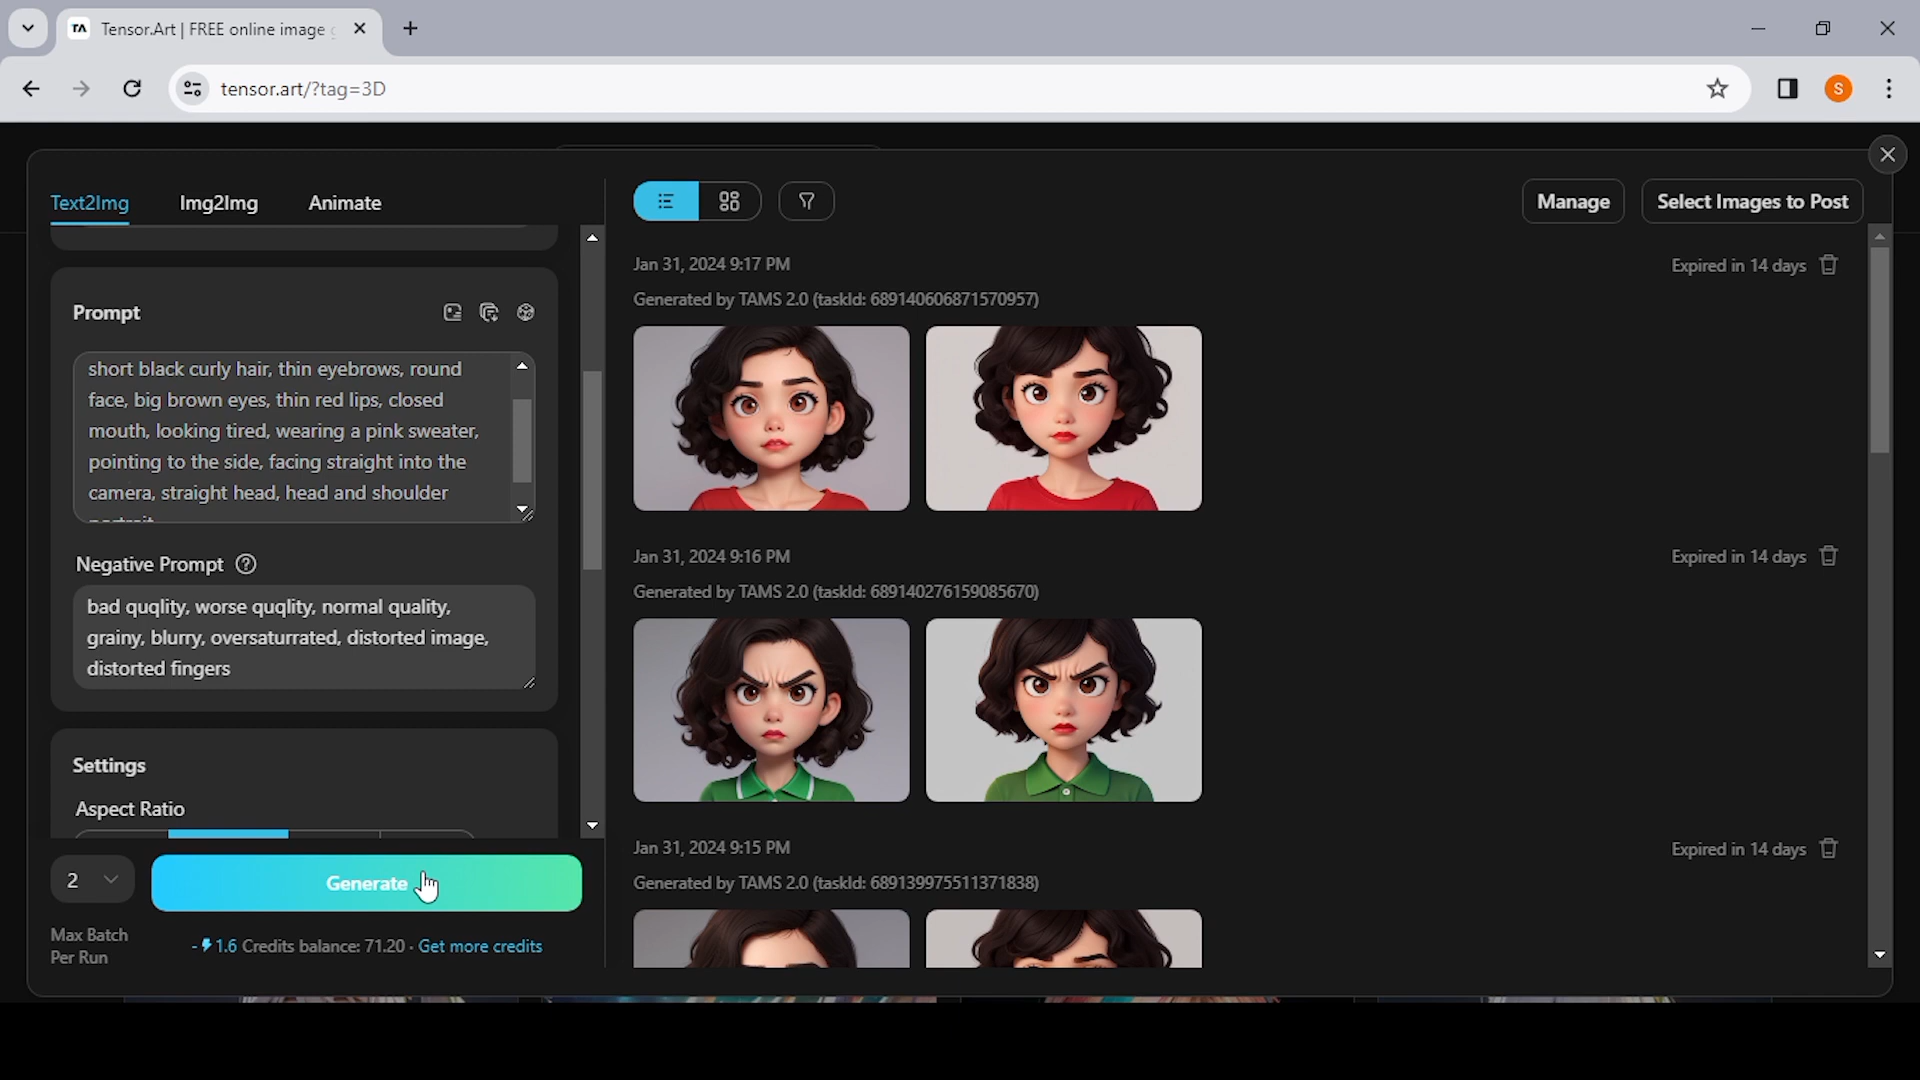 Tensor.Art | FREE online image g
tensor.art/?tag=3D
S
Text2Img
Img2Img
Animate
Manage
Select Images to Post
Prompt
short black curly hair, thin eyebrows, round
face, big brown eyes, thin red lips, closed
mouth, looking tired, wearing a pink sweater,
pointing to the side, facing straight into the
camera, straight head, head and shoulder
portrait
Negative Prompt
bad quqlity, worse quqlity, normal quality,
grainy, blurry, oversaturrated, distorted image,
distorted fingers
Settings
Aspect Ratio
2
Generate
Max Batch
Per Run
- 1.6 Credits balance: 71.20 · Get more credits
Jan 31, 2024 9:17 PM
Expired in 14 days
Generated by TAMS 2.0 (taskId: 689140606871570957)
Jan 31, 2024 9:16 PM
Expired in 14 days
Generated by TAMS 2.0 (taskId: 689140276159085670)
Jan 31, 2024 9:15 PM
Expired in 14 days
Generated by TAMS 2.0 (taskId: 689139975511371838)